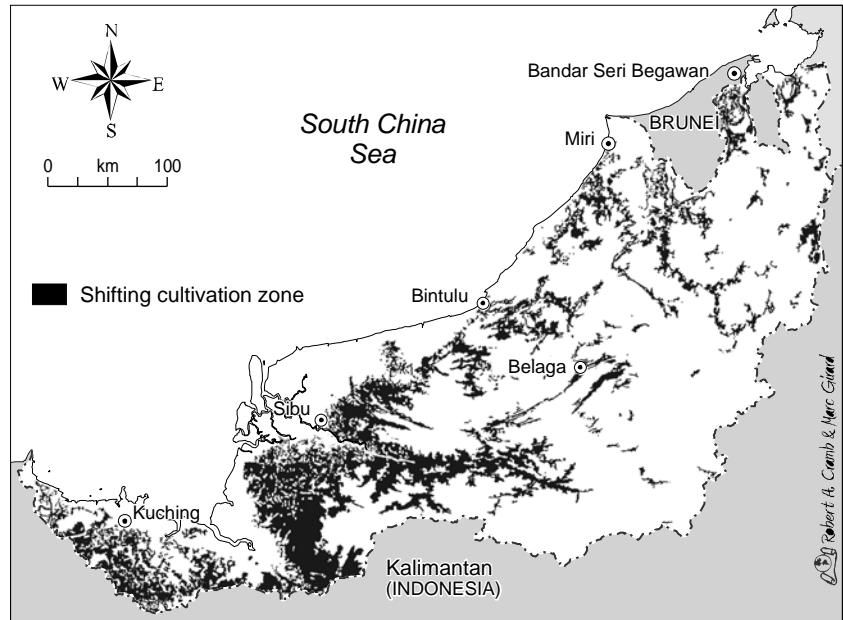 N
W E
S
0 km 100
South China
Sea
Bandar Seri Begawan
BRUNEI
Miri
Shifting cultivation zone
Bintulu
Belaga
Sibu
Kuching
Kalimantan
(INDONESIA)
© Robert A. Cramb & Marc Girard